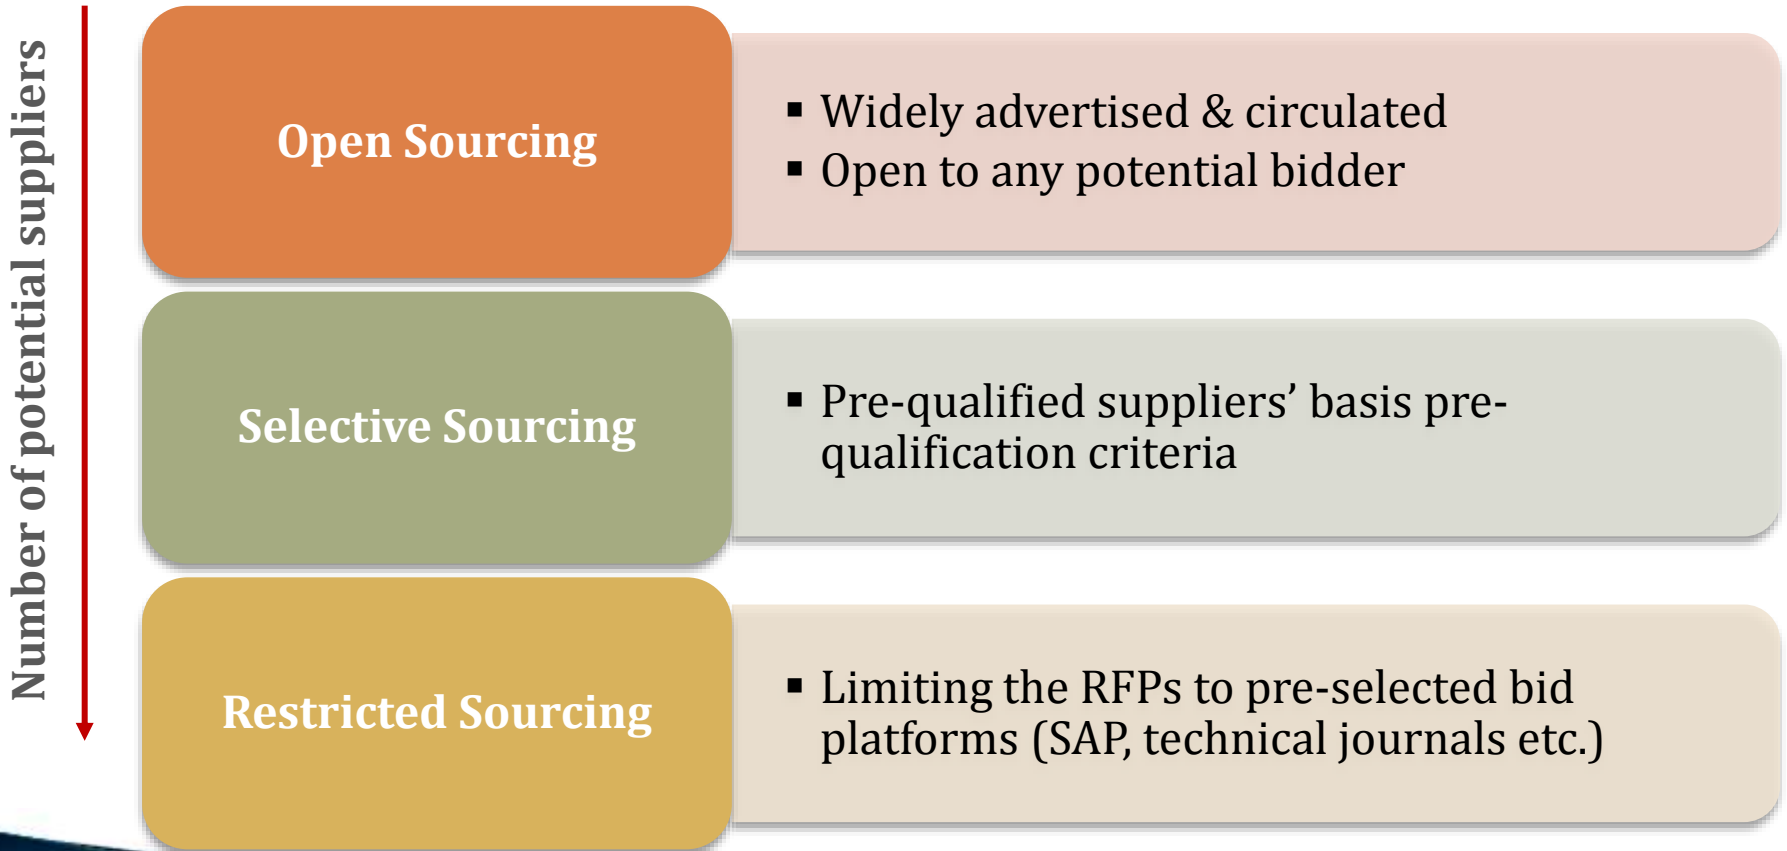 Number of potential suppliers
Open Sourcing
▪ Widely advertised & circulated
▪ Open to any potential bidder
Selective Sourcing
▪ Pre-qualified suppliers’ basis pre-
qualification criteria
Restricted Sourcing
▪ Limiting the RFPs to pre-selected bid
platforms (SAP, technical journals etc.)